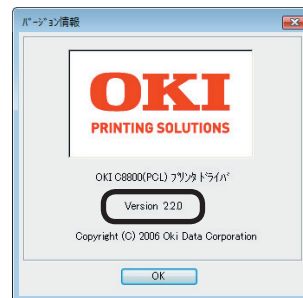 バージョン情報
OKI
PRINTING SOLUTIONS
OKI C8800(PCL) プリンタ ドライバ
Version 2.2.0
Copyright (C) 2006 Oki Data Corporation
OK